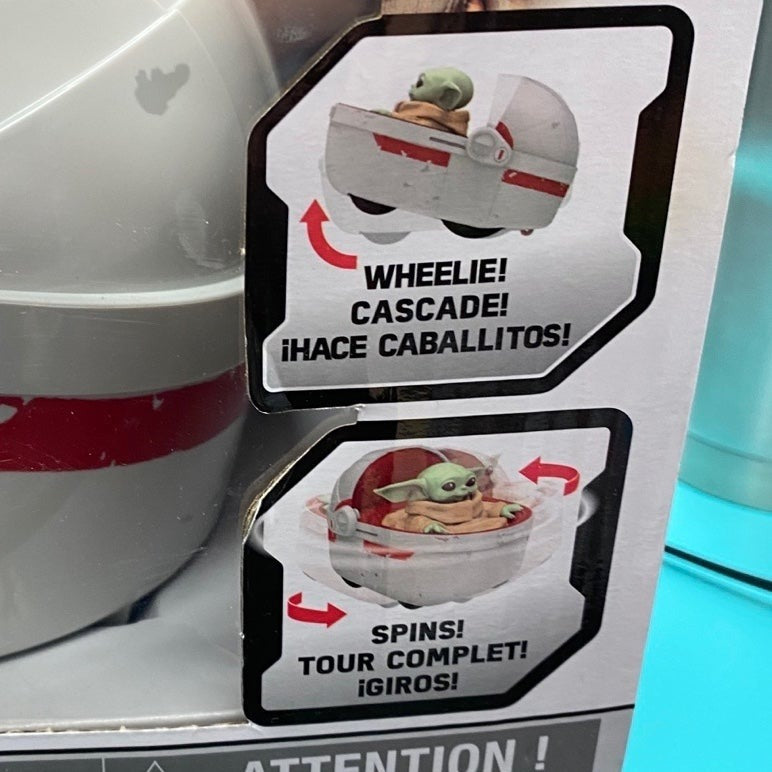 WHEELIE!
CASCADE!
¡HACE CABALLITOS!
SPINS!
TOUR COMPLET!
¡GIROS!
ATTENTION !